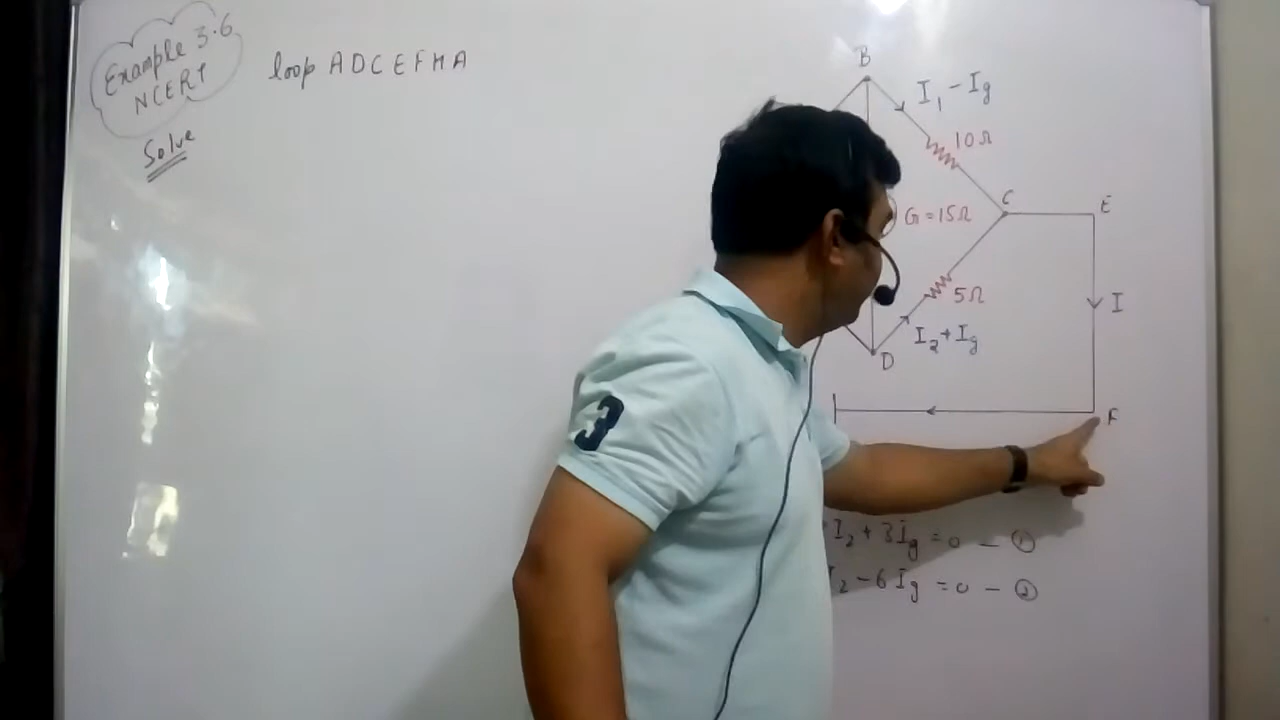 Example 3.6
NCERT
Solve
loop ADCEFHA
B
I₁ - Ig
10Ω
C
E
G = 15Ω
5Ω
I
I₂ + Ig
D
F
3
I₂ + 3Ig = 0 — ①
I₂ - 6Ig = 0 — ②